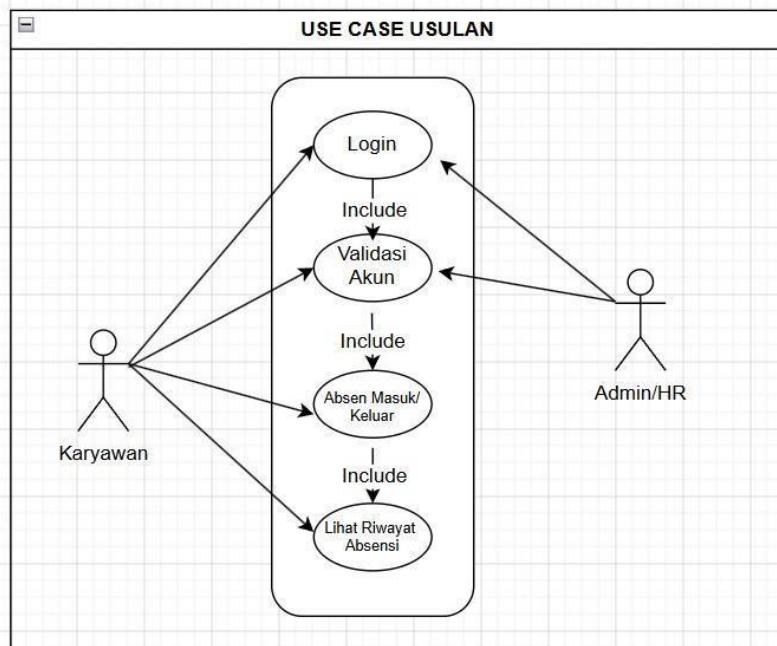 USE CASE USULAN
Login
Include
Validasi
Akun
Include
Absen Masuk/
Keluar
Include
Lihat Riwayat
Absensi
Karyawan
Admin/HR